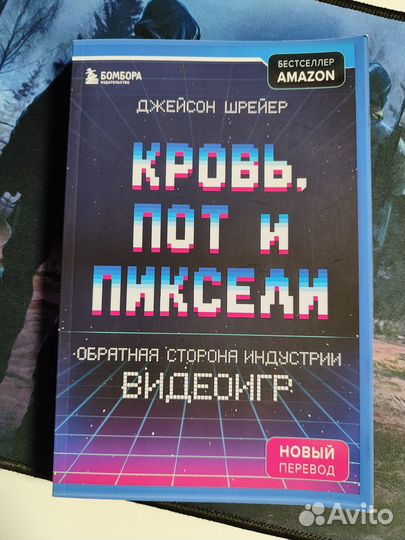 БОМБОРА
ИЗДАТЕЛЬСТВО
БЕСТСЕЛЛЕР
AMAZON
ДЖЕЙСОН ШРЕЙЕР
КРОВЬ,
ПОТ И
ПИКСЕЛИ
ОБРАТНАЯ СТОРОНА ИНДУСТРИИ
ВИДЕОИГР
НОВЫЙ
ПЕРЕВОД
Avito